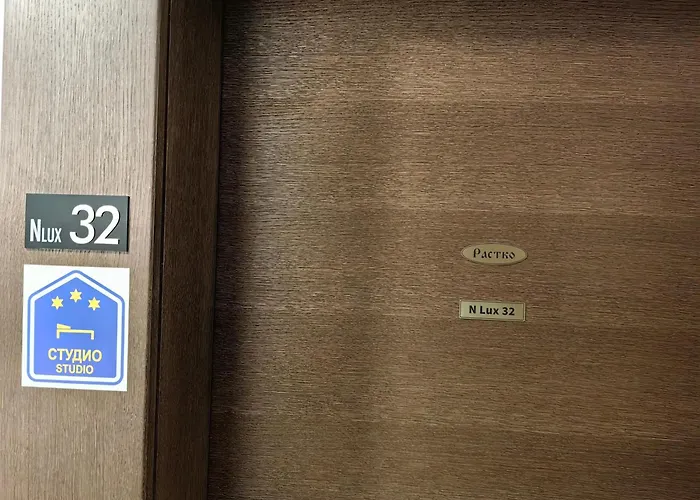 NLUX 32
СТУДИО
STUDIO
Растко
N Lux 32